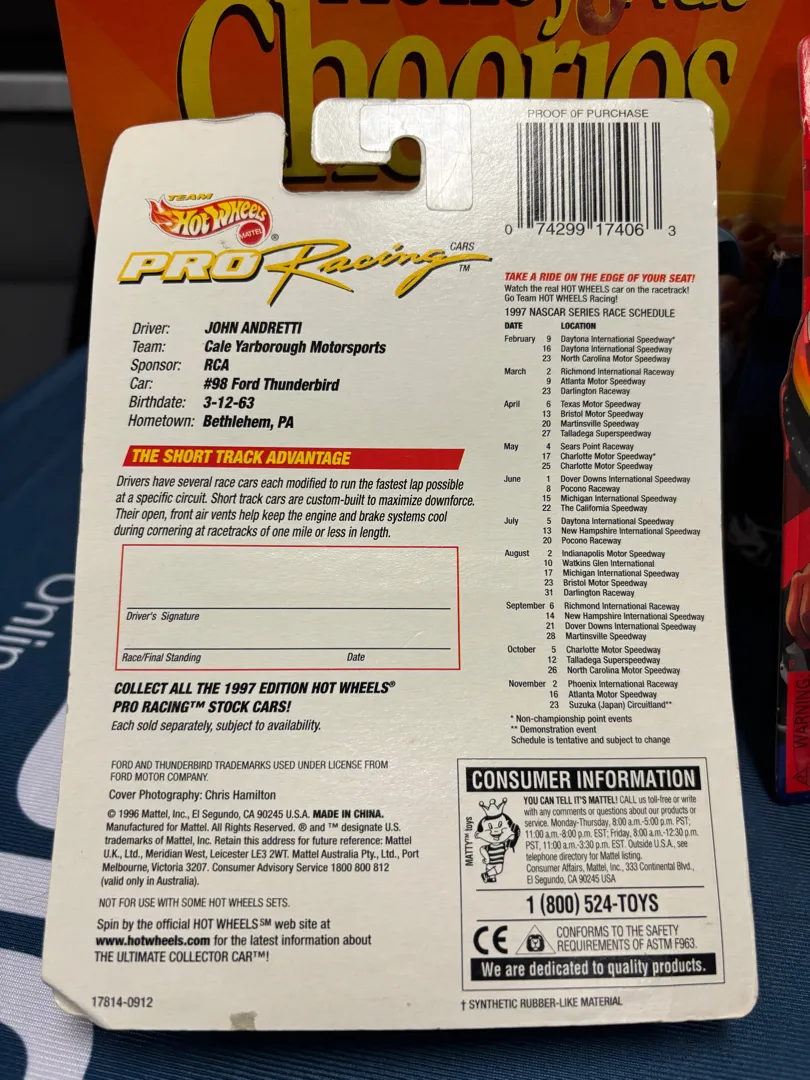 Honey Nut
Cheerios
PROOF OF PURCHASE
0 74299 17406 3
TEAM
Hot Wheels
MATTEL
®
PRO Racing
CARS
™
Driver: JOHN ANDRETTI
Team: Cale Yarborough Motorsports
Sponsor: RCA
Car: #98 Ford Thunderbird
Birthdate: 3-12-63
Hometown: Bethlehem, PA
THE SHORT TRACK ADVANTAGE
Drivers have several race cars each modified to run the fastest lap possible
at a specific circuit. Short track cars are custom-built to maximize downforce.
Their open, front air vents help keep the engine and brake systems cool
during cornering at racetracks of one mile or less in length.
Driver's Signature
Race/Final Standing Date
COLLECT ALL THE 1997 EDITION HOT WHEELS®
PRO RACING™ STOCK CARS!
Each sold separately, subject to availability.
FORD AND THUNDERBIRD TRADEMARKS USED UNDER LICENSE FROM
FORD MOTOR COMPANY.
Cover Photography: Chris Hamilton
© 1996 Mattel, Inc., El Segundo, CA 90245 U.S.A. MADE IN CHINA.
Manufactured for Mattel. All Rights Reserved. ® and ™ designate U.S.
trademarks of Mattel, Inc. Retain this address for future reference: Mattel
U.K., Ltd., Meridian West, Leicester LE3 2WT. Mattel Australia Pty., Ltd., Port
Melbourne, Victoria 3207. Consumer Advisory Service 1800 800 812
(valid only in Australia).
NOT FOR USE WITH SOME HOT WHEELS SETS.
Spin by the official HOT WHEELS℠ web site at
www.hotwheels.com for the latest information about
THE ULTIMATE COLLECTOR CAR™!
17814-0912
TAKE A RIDE ON THE EDGE OF YOUR SEAT!
Watch the real HOT WHEELS car on the racetrack!
Go Team HOT WHEELS Racing!
1997 NASCAR SERIES RACE SCHEDULE
DATE LOCATION
February 9 Daytona International Speedway*
16 Daytona International Speedway
23 North Carolina Motor Speedway
March 2 Richmond International Raceway
9 Atlanta Motor Speedway
23 Darlington Raceway
April 6 Texas Motor Speedway
13 Bristol Motor Speedway
20 Martinsville Speedway
27 Talladega Superspeedway
May 4 Sears Point Raceway
17 Charlotte Motor Speedway*
25 Charlotte Motor Speedway
June 1 Dover Downs International Speedway
8 Pocono Raceway
15 Michigan International Speedway
22 The California Speedway
July 5 Daytona International Speedway
13 New Hampshire International Speedway
20 Pocono Raceway
August 2 Indianapolis Motor Speedway
10 Watkins Glen International
17 Michigan International Speedway
23 Bristol Motor Speedway
31 Darlington Raceway
September 6 Richmond International Raceway
14 New Hampshire International Speedway
21 Dover Downs International Speedway
28 Martinsville Speedway
October 5 Charlotte Motor Speedway
12 Talladega Superspeedway
26 North Carolina Motor Speedway
November 2 Phoenix International Raceway
16 Atlanta Motor Speedway
23 Suzuka (Japan) Circuitland**
* Non-championship point events
** Demonstration event
Schedule is tentative and subject to change
CONSUMER INFORMATION
MATTY™ toys
YOU CAN TELL IT'S MATTEL! CALL us toll-free or write
with any comments or questions about our products or
service. Monday-Thursday, 8:00 a.m.-5:00 p.m. PST;
11:00 a.m.-8:00 p.m. EST; Friday, 8:00 a.m.-12:30 p.m.
PST, 11:00 a.m.-3:30 p.m. EST. Outside U.S.A., see
telephone directory for Mattel listing.
Consumer Affairs, Mattel, Inc., 333 Continental Blvd.,
El Segundo, CA 90245 USA
1 (800) 524-TOYS
CE CONFORMS TO THE SAFETY
REQUIREMENTS OF ASTM F963.
We are dedicated to quality products.
† SYNTHETIC RUBBER-LIKE MATERIAL
Onlin
WARNING